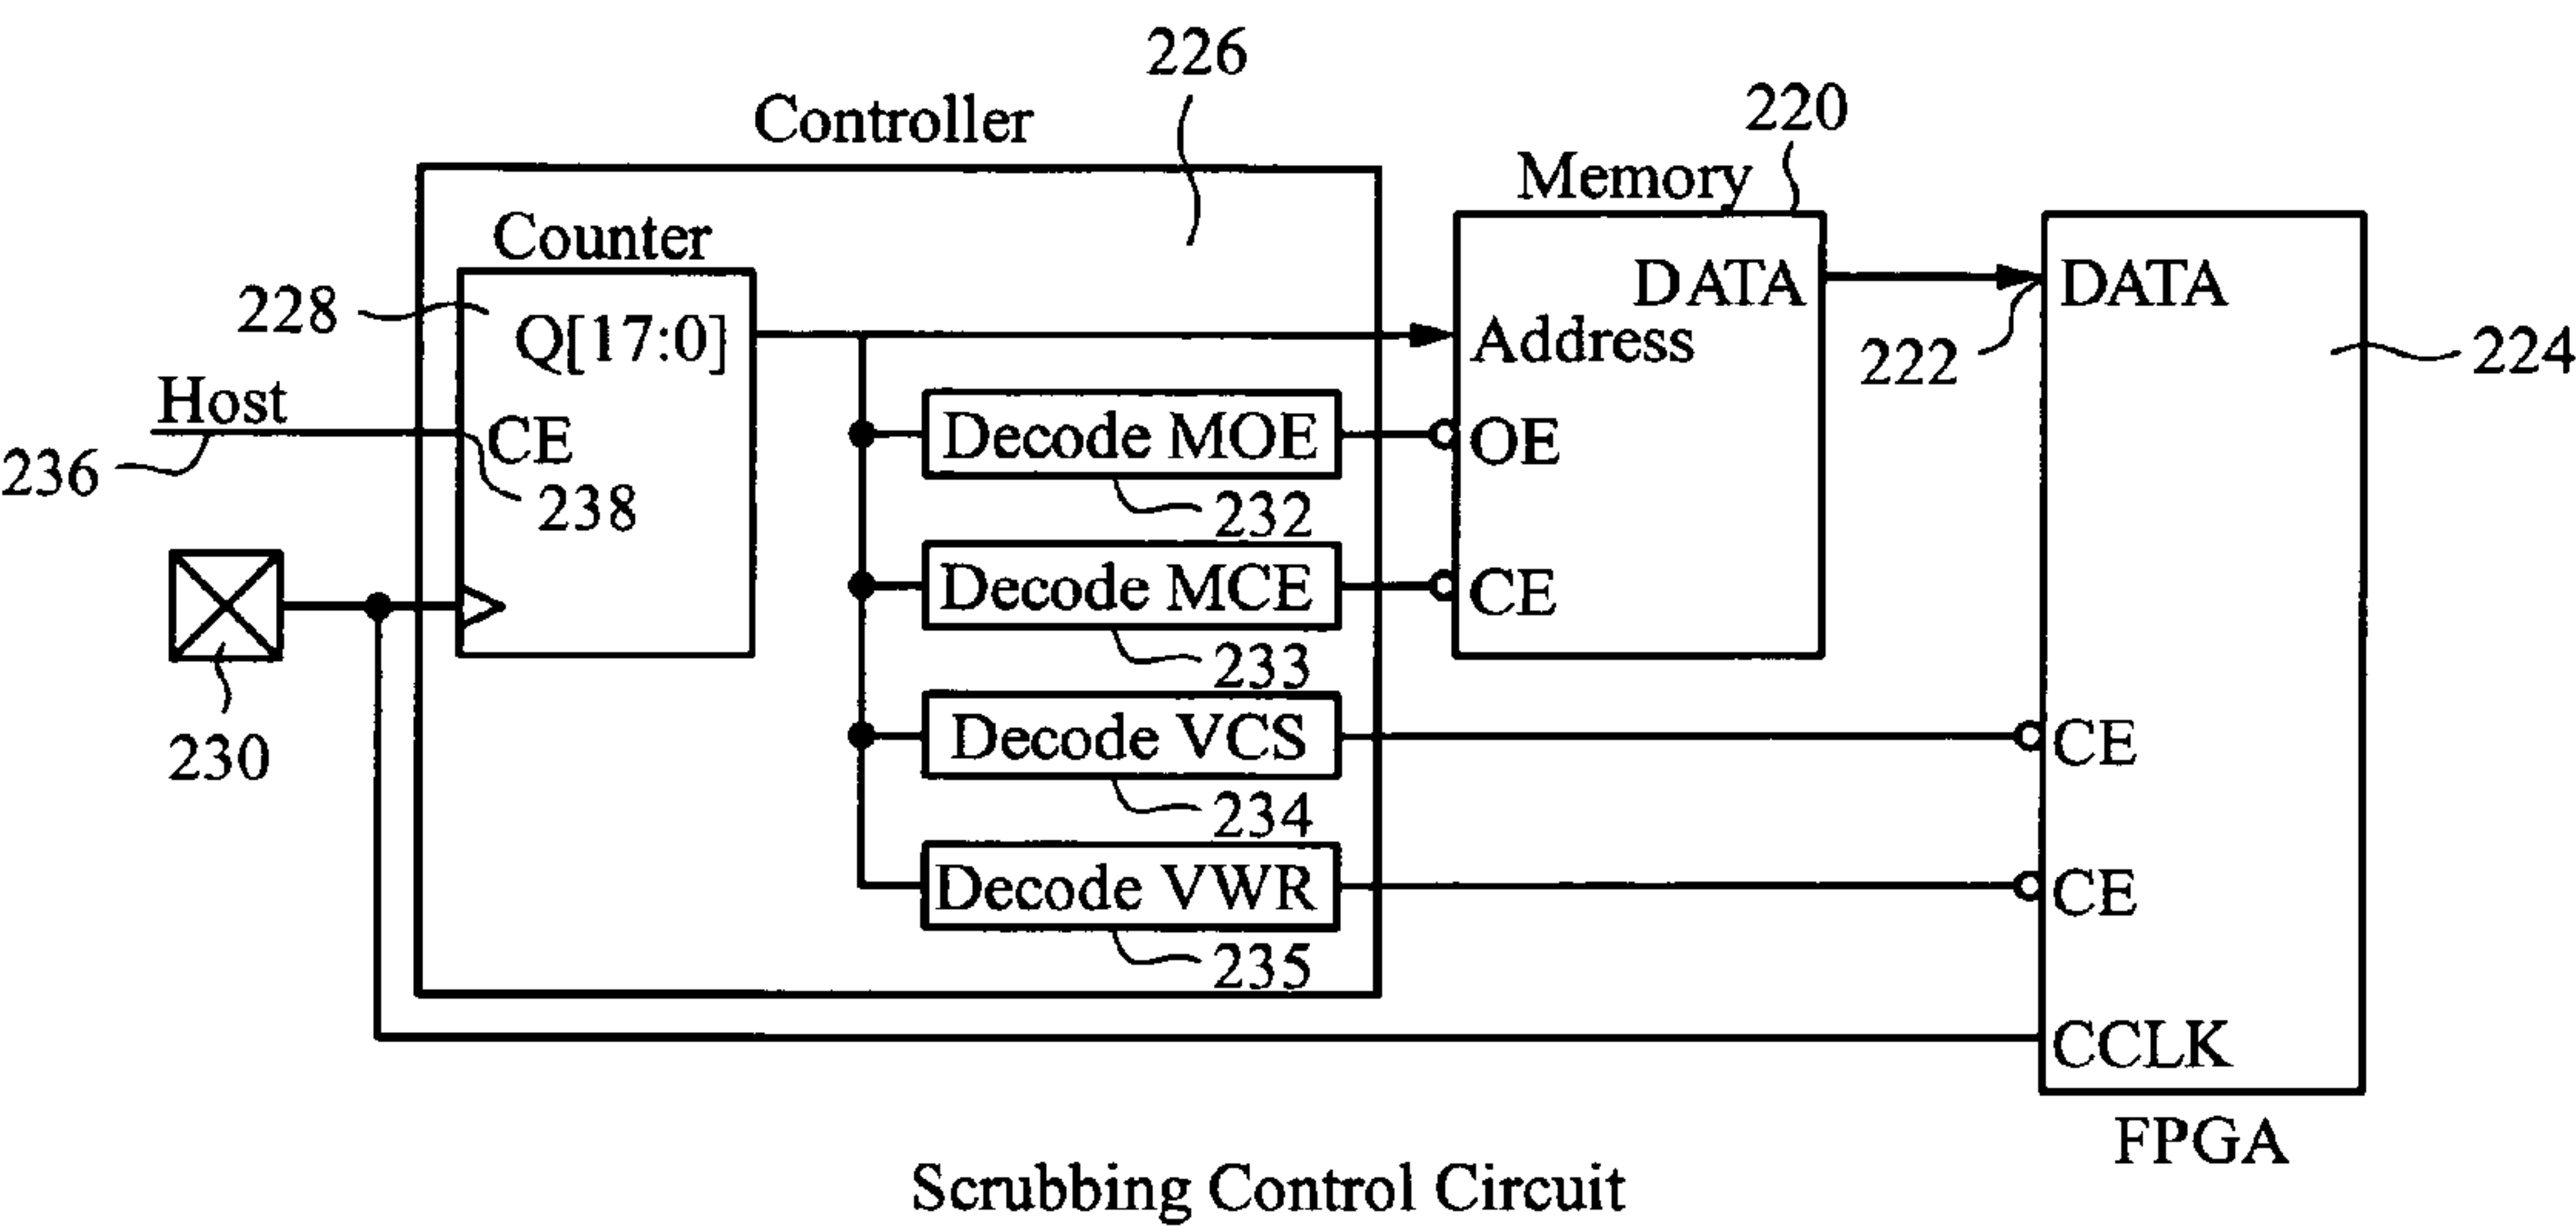 226
Controller
220
Memory
Counter
228
Q[17:0]
DATA
DATA
Address
222
224
Host
CE
236
238
Decode MOE
OE
232
Decode MCE
CE
233
230
Decode VCS
CE
234
Decode VWR
CE
235
CCLK
FPGA
Scrubbing Control Circuit